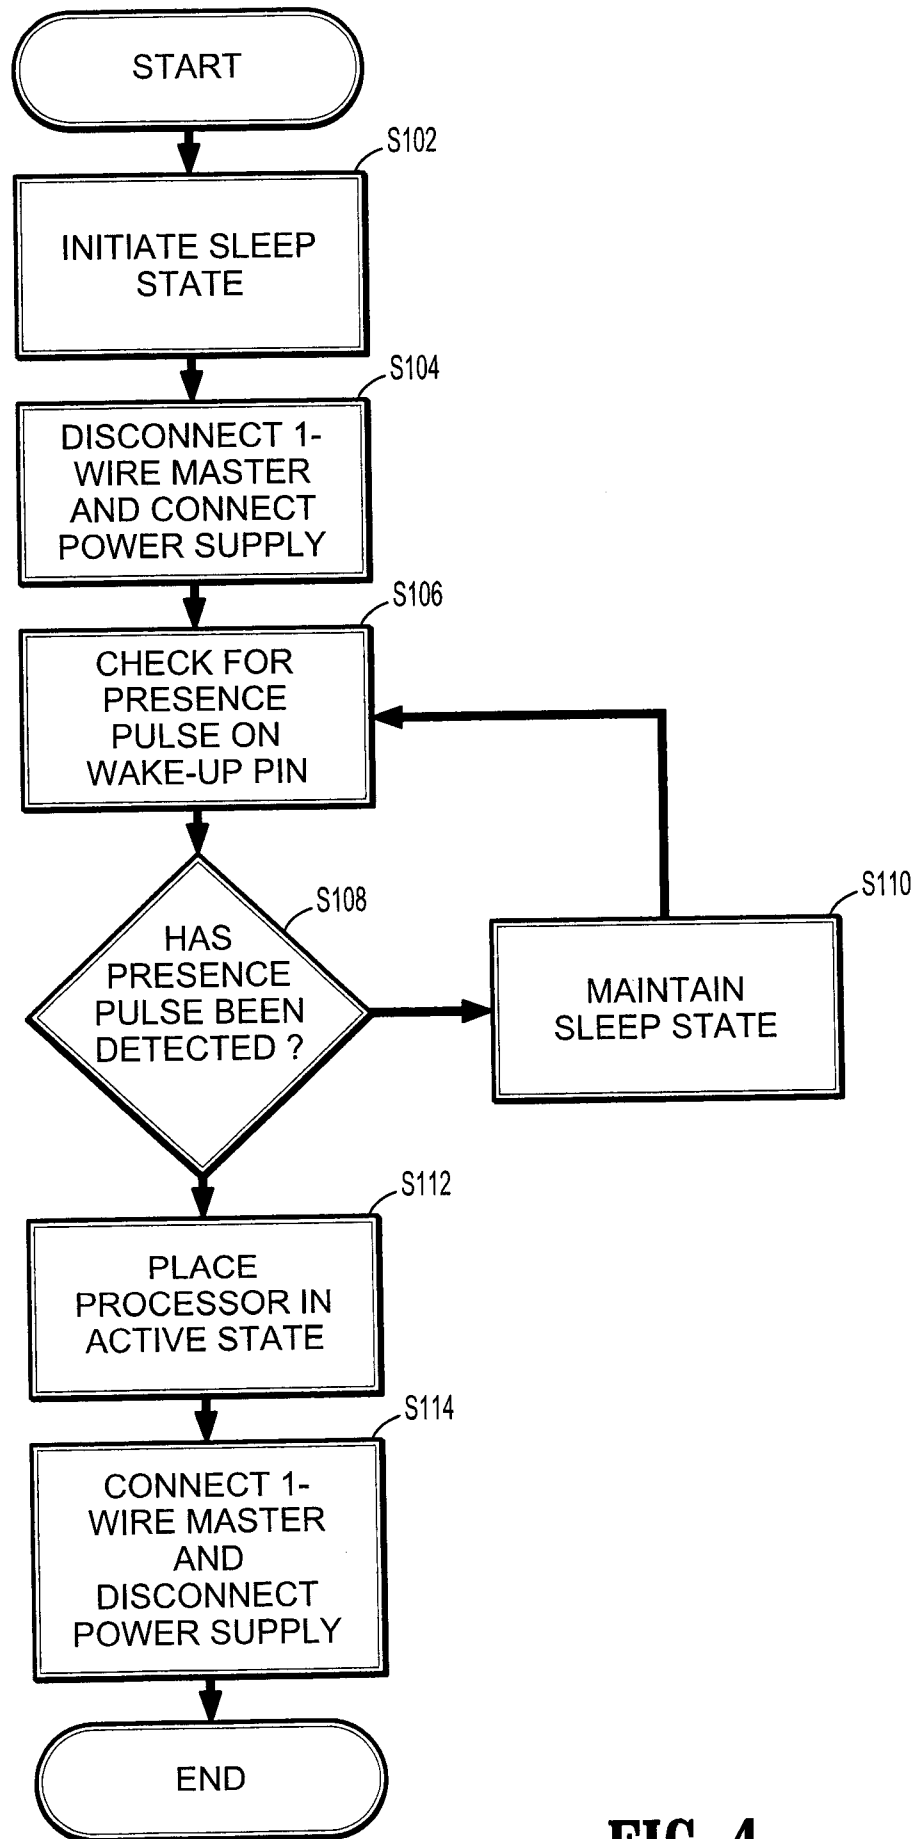 START
S102
INITIATE SLEEP
STATE
S104
DISCONNECT 1-
WIRE MASTER
AND CONNECT
POWER SUPPLY
S106
CHECK FOR
PRESENCE
PULSE ON
WAKE-UP PIN
S108
HAS
PRESENCE
PULSE BEEN
DETECTED ?
S110
MAINTAIN
SLEEP STATE
S112
PLACE
PROCESSOR IN
ACTIVE STATE
S114
CONNECT 1-
WIRE MASTER
AND
DISCONNECT
POWER SUPPLY
END
FIG. 4